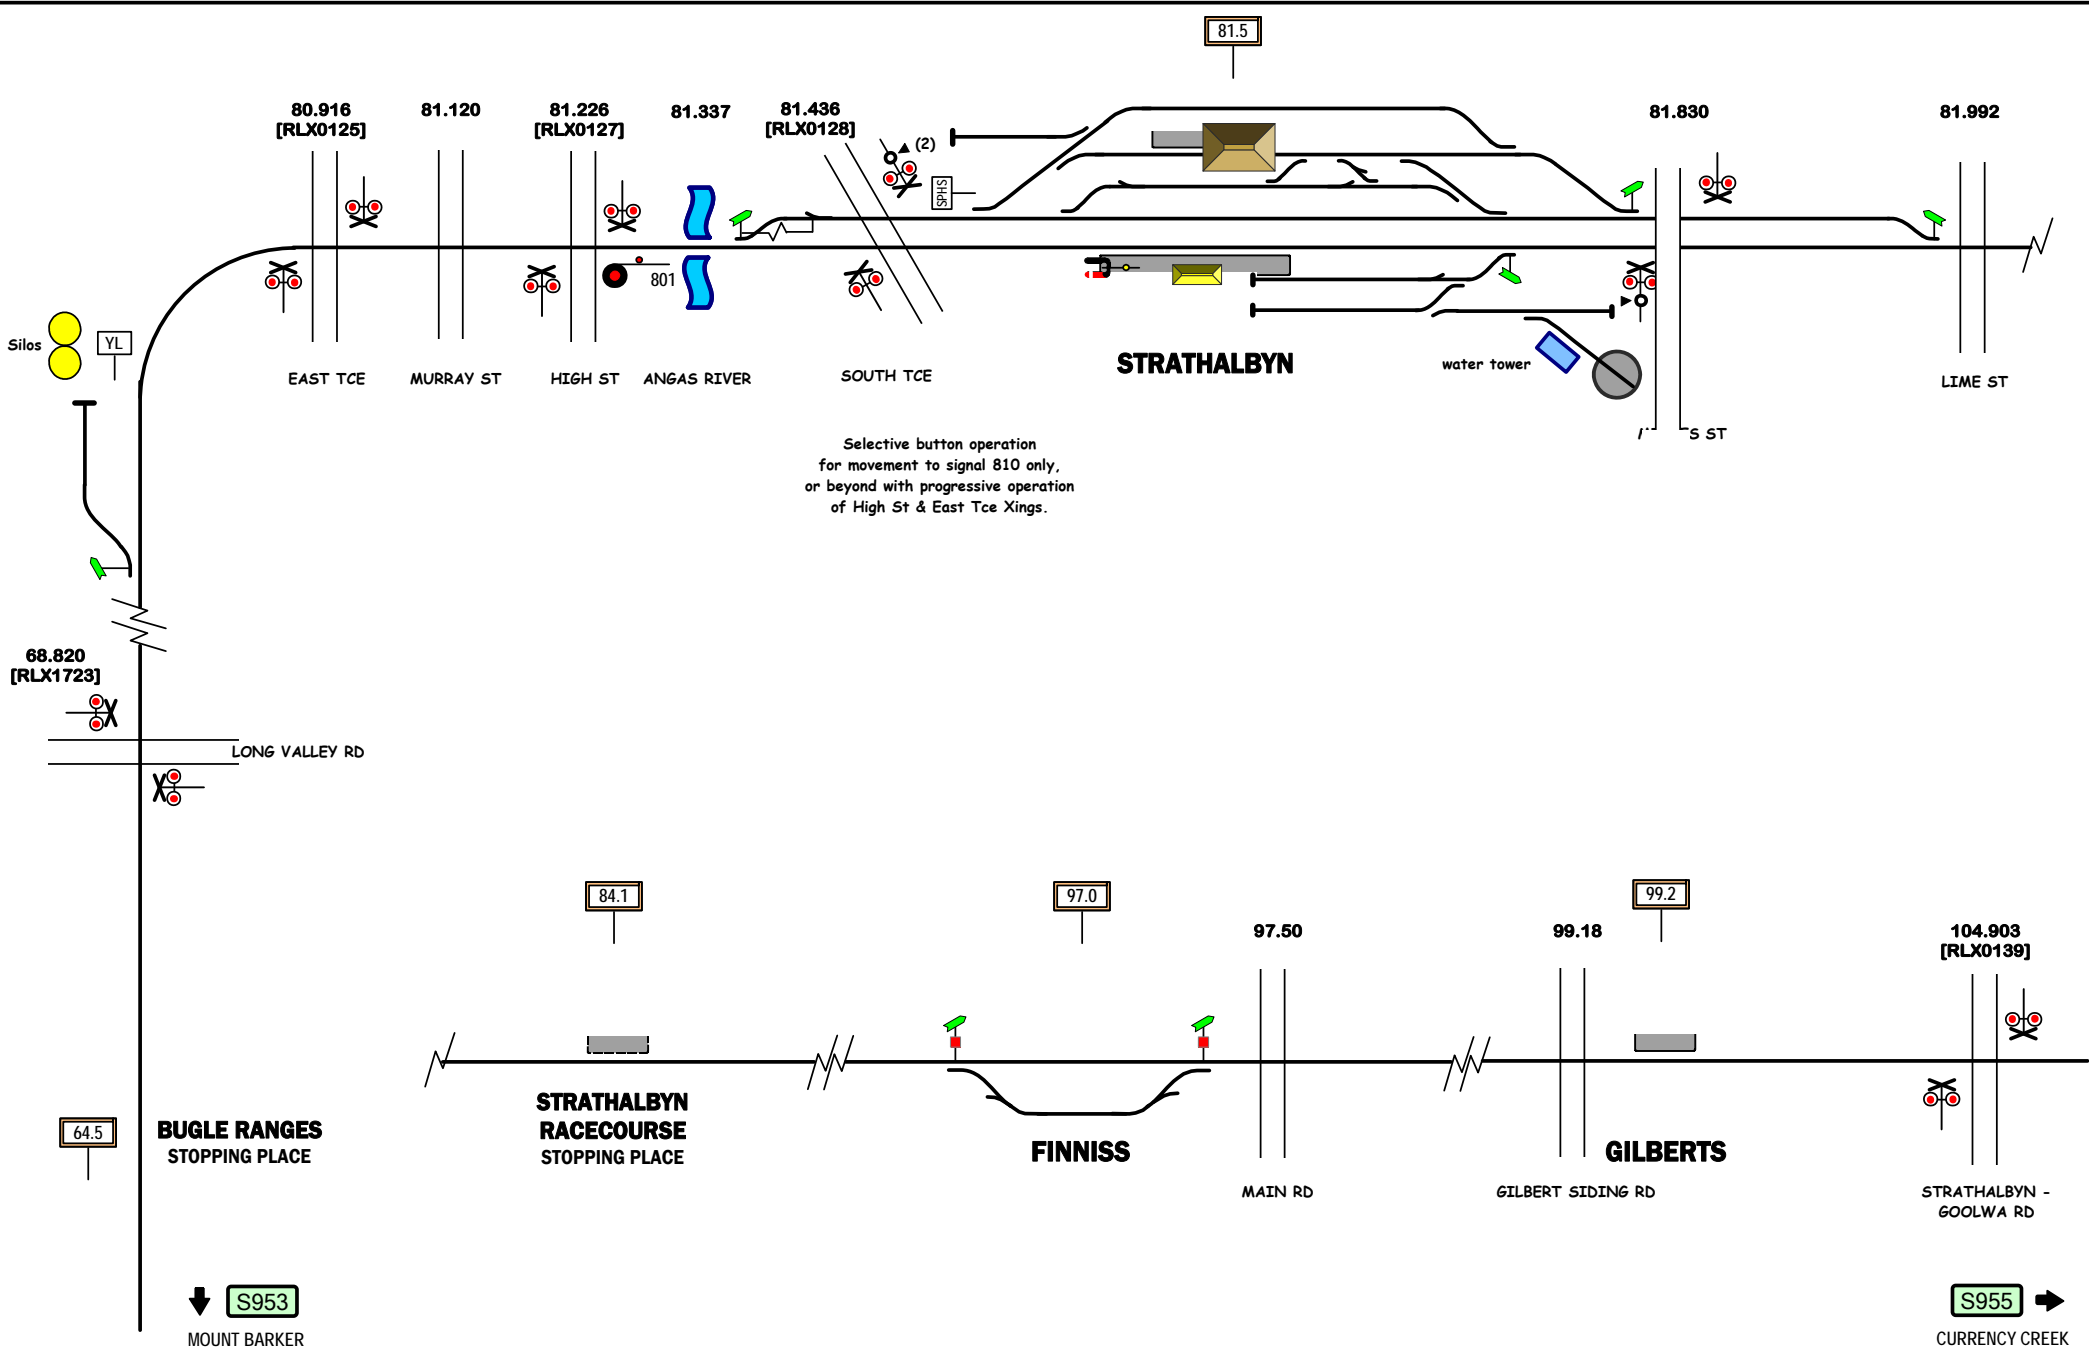 81.5
80.916
[RLX0125]
81.120
81.226
[RLX0127]
81.337
81.436
[RLX0128]
(2)
SPHS
81.830
81.992
801
Silos
YL
EAST TCE
MURRAY ST
HIGH ST
ANGAS RIVER
SOUTH TCE
STRATHALBYN
water tower
LIME ST
S ST
Selective button operation
for movement to signal 810 only,
or beyond with progressive operation
of High St & East Tce Xings.
68.820
[RLX1723]
LONG VALLEY RD
84.1
97.0
99.2
97.50
99.18
104.903
[RLX0139]
64.5
BUGLE RANGES
STOPPING PLACE
STRATHALBYN
RACECOURSE
STOPPING PLACE
FINNISS
GILBERTS
MAIN RD
GILBERT SIDING RD
STRATHALBYN -
GOOLWA RD
S953
MOUNT BARKER
S955
CURRENCY CREEK